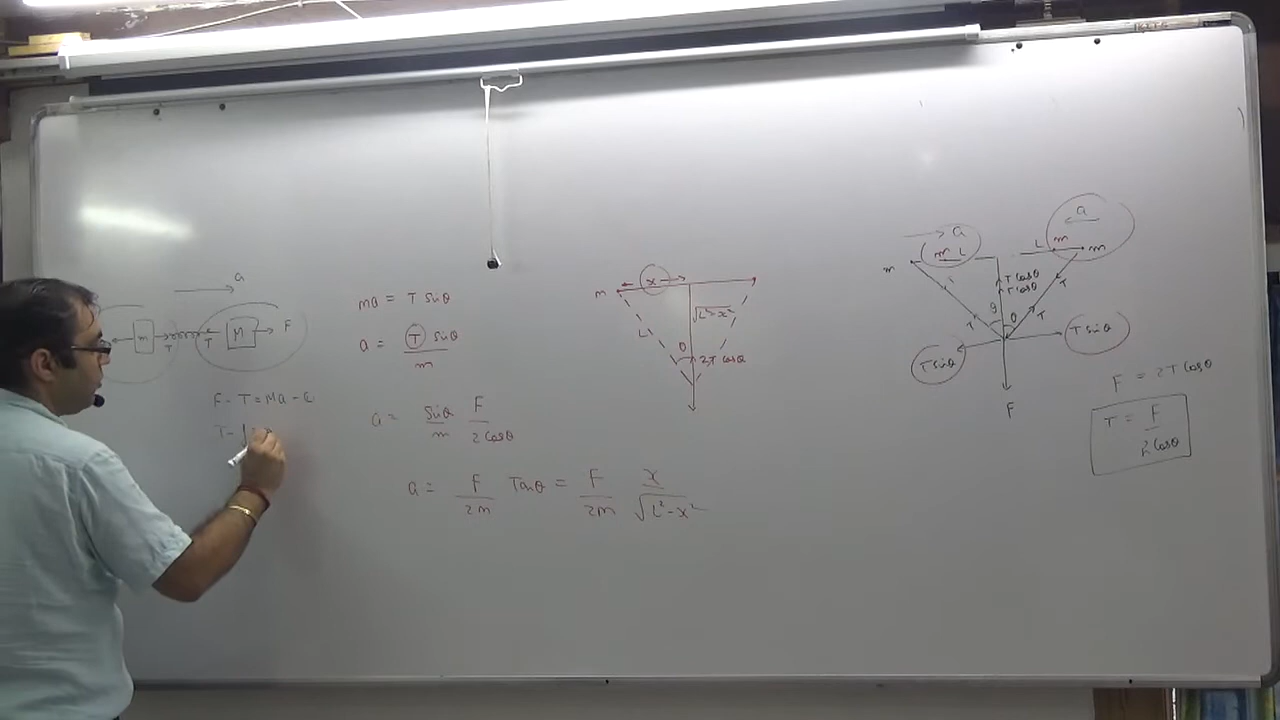 a
m
T
T
M
F
F - T = Ma - ①
T - f
ma = T sinθ
a = T sinθ / m
a = sinθ / m F / 2 cosθ
a = F / 2m Tanθ = F / 2m x / √L² - x²
x
m
√L² - x²
L
θ
2T cosθ
a
m L
m
a
L m
m
T cosθ
T cosθ
T
θ
θ
T
T
T sinθ
T sinθ
F
F = 2T cosθ
T = F / 2 cosθ